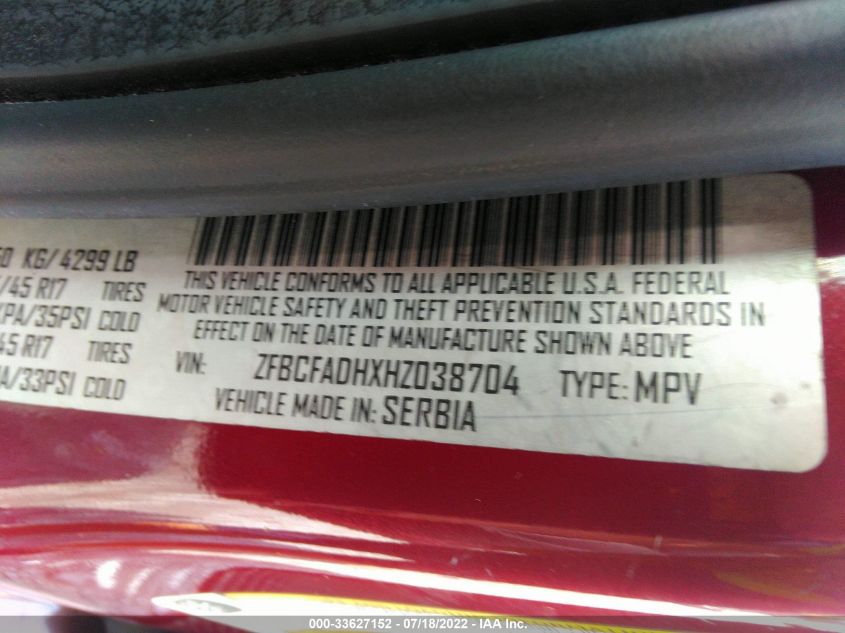 KG/ 4299 LB
/45 R17 TIRES
KPA/35PSI COLD
45 R17 TIRES
PA/33PSI COLD
THIS VEHICLE CONFORMS TO ALL APPLICABLE U.S.A. FEDERAL
MOTOR VEHICLE SAFETY AND THEFT PREVENTION STANDARDS IN
EFFECT ON THE DATE OF MANUFACTURE SHOWN ABOVE
VIN: ZFBCFADHXHZ038704 TYPE: MPV
VEHICLE MADE IN: SERBIA
000-33627152 - 07/18/2022 - IAA Inc.